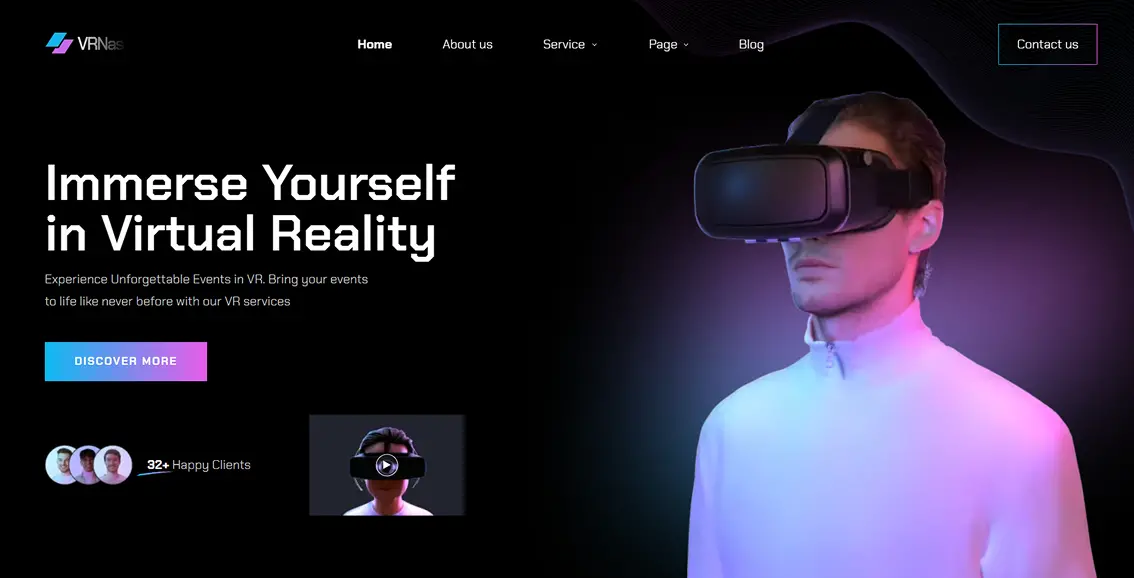 VRNas
Home
About us
Service
Page
Blog
Contact us
Immerse Yourself
in Virtual Reality
Experience Unforgettable Events in VR. Bring your events
to life like never before with our VR services
DISCOVER MORE
32+ Happy Clients